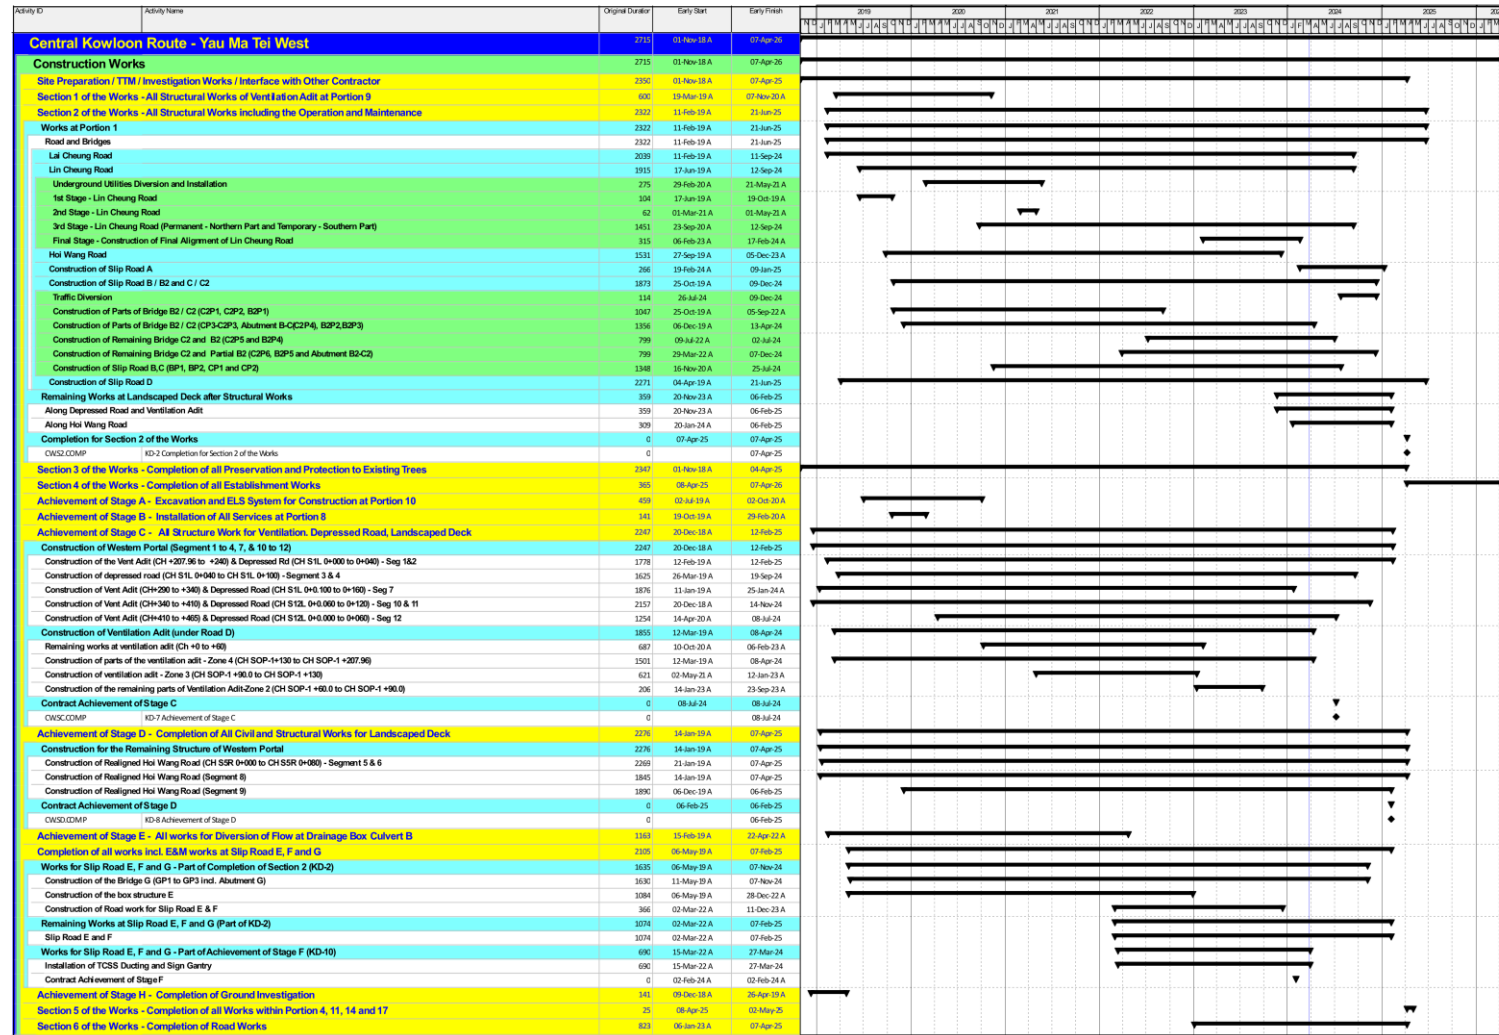 Activity ID Activity Name Original Duration Early Start Early Finish 2019 2020 2021 2022 2023 2024 2025
Central Kowloon Route - Yau Ma Tei West 2715 01-Nov-18 A 07-Apr-26
Construction Works 2715 01-Nov-18 A 07-Apr-26
Site Preparation / TTM / Investigation Works / Interface with Other Contractor 2350 01-Nov-18 A 07-Apr-25
Section 1 of the Works - All Structural Works of Ventilation Adit at Portion 9 600 19-Mar-19 A 07-Nov-20 A
Section 2 of the Works - All Structural Works including the Operation and Maintenance 2322 11-Feb-19 A 21-Jun-25
Works at Portion 1 2322 11-Feb-19 A 21-Jun-25
Road and Bridges 2322 11-Feb-19 A 21-Jun-25
Lai Cheung Road 2039 11-Feb-19 A 11-Sep-24
Lin Cheung Road 1915 17-Jun-19 A 12-Sep-24
Underground Utilities Diversion and Installation 275 29-Feb-20 A 21-May-21 A
1st Stage - Lin Cheung Road 104 17-Jun-19 A 19-Oct-19 A
2nd Stage - Lin Cheung Road 62 01-Mar-21 A 01-May-21 A
3rd Stage - Lin Cheung Road (Permanent - Northern Part and Temporary - Southern Part) 1451 23-Sep-20 A 12-Sep-24
Final Stage - Construction of Final Alignment of Lin Cheung Road 315 06-Feb-23 A 17-Feb-24 A
Hoi Wang Road 1531 27-Sep-19 A 05-Dec-23 A
Construction of Slip Road A 266 19-Feb-24 A 09-Jan-25
Construction of Slip Road B / B2 and C / C2 1873 25-Oct-19 A 09-Dec-24
Traffic Diversion 114 26-Jul-24 09-Dec-24
Construction of Parts of Bridge B2 / C2 (C2P1, C2P2, B2P1) 1047 25-Oct-19 A 05-Sep-22 A
Construction of Parts of Bridge B2 / C2 (CP3-C2P3, Abutment B-C(C2P4), B2P2,B2P3) 1356 06-Dec-19 A 13-Apr-24
Construction of Remaining Bridge C2 and B2 (C2P5 and B2P4) 799 09-Jul-22 A 02-Jul-24
Construction of Remaining Bridge C2 and Partial B2 (C2P6, B2P5 and Abutment B2-C2) 799 29-Mar-22 A 07-Dec-24
Construction of Slip Road B,C (BP1, BP2, CP1 and CP2) 1348 16-Nov-20 A 25-Jul-24
Construction of Slip Road D 2271 04-Apr-19 A 21-Jun-25
Remaining Works at Landscaped Deck after Structural Works 359 20-Nov-23 A 06-Feb-25
Along Depressed Road and Ventilation Adit 359 20-Nov-23 A 06-Feb-25
Along Hoi Wang Road 309 20-Jan-24 A 06-Feb-25
Completion for Section 2 of the Works 0 07-Apr-25 07-Apr-25
CW.S2.COMP KD-2 Completion for Section 2 of the Works 0 07-Apr-25
Section 3 of the Works - Completion of all Preservation and Protection to Existing Trees 2347 01-Nov-18 A 04-Apr-25
Section 4 of the Works - Completion of all Establishment Works 365 08-Apr-25 07-Apr-26
Achievement of Stage A - Excavation and ELS System for Construction at Portion 10 459 02-Jul-19 A 02-Oct-20 A
Achievement of Stage B - Installation of All Services at Portion 8 141 19-Oct-19 A 29-Feb-20 A
Achievement of Stage C - All Structure Work for Ventilation. Depressed Road, Landscaped Deck 2247 20-Dec-18 A 12-Feb-25
Construction of Western Portal (Segment 1 to 4, 7, & 10 to 12) 2247 20-Dec-18 A 12-Feb-25
Construction of the Vent Adit (CH +207.96 to +240) & Depressed Rd (CH S1L 0+000 to 0+040) - Seg 1&2 1778 12-Feb-19 A 12-Feb-25
Construction of depressed road (CH S1L 0+040 to CH S1L 0+100) - Segment 3 & 4 1625 26-Mar-19 A 19-Sep-24
Construction of Vent Adit (CH+290 to +340) & Depressed Road (CH S1L 0+0.100 to 0+160) - Seg 7 1876 11-Jan-19 A 25-Jan-24 A
Construction of Vent Adit (CH+340 to +410) & Depressed Road (CH S12L 0+0.060 to 0+120) - Seg 10 & 11 2157 20-Dec-18 A 14-Nov-24
Construction of Vent Adit (CH+410 to +465) & Depressed Road (CH S12L 0+0.000 to 0+060) - Seg 12 1254 14-Apr-20 A 08-Jul-24
Construction of Ventilation Adit (under Road D) 1855 12-Mar-19 A 08-Apr-24
Remaining works at ventilation adit (Ch +0 to +60) 687 10-Oct-20 A 06-Feb-23 A
Construction of parts of the ventilation adit - Zone 4 (CH SOP-1+130 to CH SOP-1 +207.96) 1501 12-Mar-19 A 08-Apr-24
Construction of ventilation adit - Zone 3 (CH SOP-1 +90.0 to CH SOP-1 +130) 621 02-May-21 A 12-Jan-23 A
Construction of the remaining parts of Ventilation Adit-Zone 2 (CH SOP-1 +60.0 to CH SOP-1 +90.0) 206 14-Jan-23 A 23-Sep-23 A
Contract Achievement of Stage C 0 08-Jul-24 08-Jul-24
CW.SC.COMP KD-7 Achievement of Stage C 0 08-Jul-24
Achievement of Stage D - Completion of All Civil and Structural Works for Landscaped Deck 2276 14-Jan-19 A 07-Apr-25
Construction for the Remaining Structure of Western Portal 2276 14-Jan-19 A 07-Apr-25
Construction of Realigned Hoi Wang Road (CH S5R 0+000 to CH S5R 0+080) - Segment 5 & 6 2269 21-Jan-19 A 07-Apr-25
Construction of Realigned Hoi Wang Road (Segment 8) 1845 14-Jan-19 A 07-Apr-25
Construction of Realigned Hoi Wang Road (Segment 9) 1890 06-Dec-19 A 06-Feb-25
Contract Achievement of Stage D 0 06-Feb-25 06-Feb-25
CW.SD.COMP KD-8 Achievement of Stage D 0 06-Feb-25
Achievement of Stage E - All works for Diversion of Flow at Drainage Box Culvert B 1163 15-Feb-19 A 22-Apr-22 A
Completion of all works incl. E&M works at Slip Road E, F and G 2105 06-May-19 A 07-Feb-25
Works for Slip Road E, F and G - Part of Completion of Section 2 (KD-2) 1635 06-May-19 A 07-Nov-24
Construction of the Bridge G (GP1 to GP3 incl. Abutment G) 1630 11-May-19 A 07-Nov-24
Construction of the box structure E 1084 06-May-19 A 28-Dec-22 A
Construction of Road work for Slip Road E & F 366 02-Mar-22 A 11-Dec-23 A
Remaining Works at Slip Road E, F and G (Part of KD-2) 1074 02-Mar-22 A 07-Feb-25
Slip Road E and F 1074 02-Mar-22 A 07-Feb-25
Works for Slip Road E, F and G - Part of Achievement of Stage F (KD-10) 690 15-Mar-22 A 27-Mar-24
Installation of TCSS Ducting and Sign Gantry 690 15-Mar-22 A 27-Mar-24
Contract Achievement of Stage F 0 02-Feb-24 A 02-Feb-24 A
Achievement of Stage H - Completion of Ground Investigation 141 09-Dec-18 A 26-Apr-19 A
Section 5 of the Works - Completion of all Works within Portion 4, 11, 14 and 17 25 08-Apr-25 02-May-25
Section 6 of the Works - Completion of Road Works 823 06-Jan-23 A 07-Apr-25